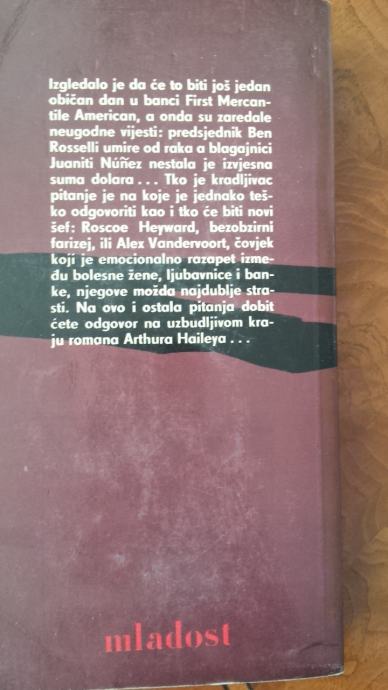 Izgledalo je da će to biti još jedan
običan dan u banci First Mercan-
tile American, a onda su zaredale
neugodne vijesti: predsjednik Ben
Rosselli umire od raka a blagajnici
Juaniti Núñez nestala je izvjesna
suma dolara... Tko je kradljivac
pitanje je na koje je jednako teš-
ko odgovoriti kao i tko će biti novi
šef: Roscoe Heyward, bezobzirni
farizej, ili Alex Vandervoort, čovjek
koji je emocionalno razapet izme-
đu bolesne žene, ljubavnice i ban-
ke, njegove možda najdublje stra-
sti. Na ovo i ostala pitanja dobit
ćete odgovor na uzbudljivom kra-
ju romana Arthura Haileya...
mladost